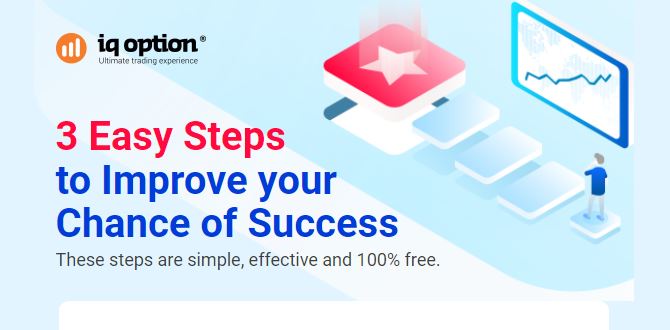 iq option®
Ultimate trading experience
3 Easy Steps
to Improve your
Chance of Success
These steps are simple, effective and 100% free.